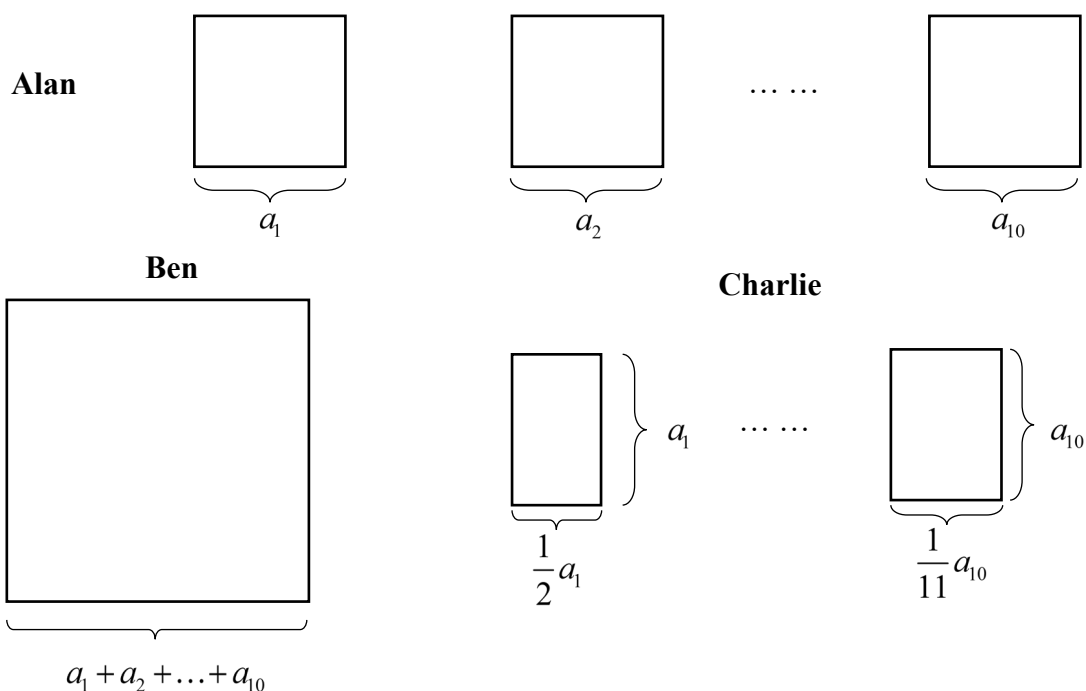 Alan
… …
a₁
a₂
a₁₀
Ben
Charlie
a₁
… …
a₁₀
1/2 a₁
1/11 a₁₀
a₁ + a₂ + … + a₁₀